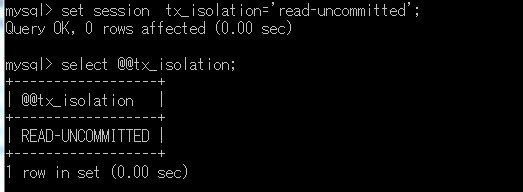 mysql> set session  tx_isolation='read-uncommitted';
Query OK, 0 rows affected (0.00 sec)
mysql> select @@tx_isolation;
+------------------+
| @@tx_isolation   |
+------------------+
| READ-UNCOMMITTED |
+------------------+
1 row in set (0.00 sec)